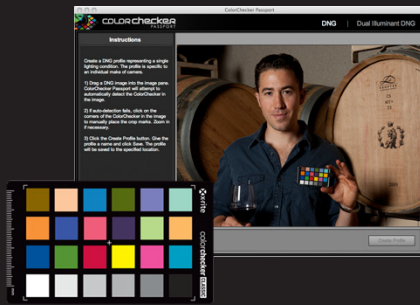 ColorChecker Passport
COLORCHECKER
PASSPORT
DNG | Dual Illuminant DNG
Instructions
Create a DNG profile representing a single
lighting condition. The profile is specific to
an individual make of camera.
1) Drag a DNG image into the image pane.
ColorChecker Passport will attempt to
automatically detect the ColorChecker in
the image.
2) If auto-detection fails, click on the
corners of the ColorChecker in the image
to manually place the crop marks. Zoom in
if necessary.
3) Click the Create Profile button. Give the
profile a name and click Save. The profile
will be saved to the specified location.
Create Profile
x-rite
colorchecker CLASSIC